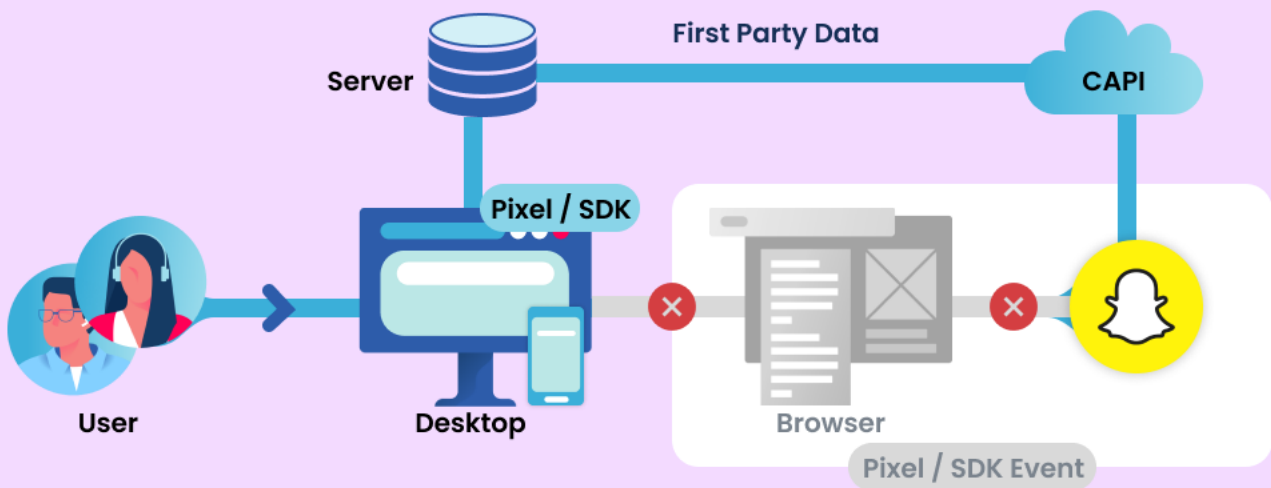 First Party Data
Server
CAPI
Pixel / SDK
User
Desktop
Browser
Pixel / SDK Event